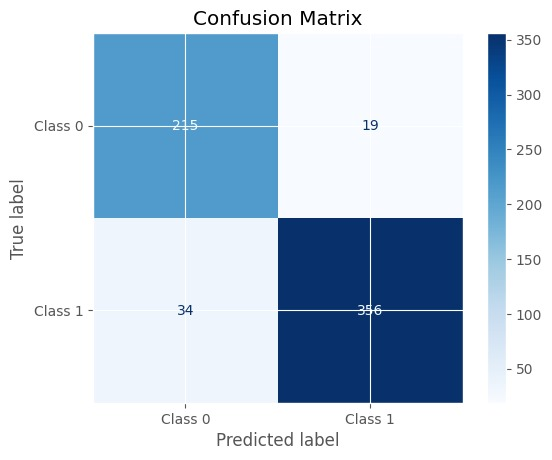 Confusion Matrix
True label
Class 0
215
19
Class 1
34
356
Class 0
Class 1
Predicted label
350
300
250
200
150
100
50